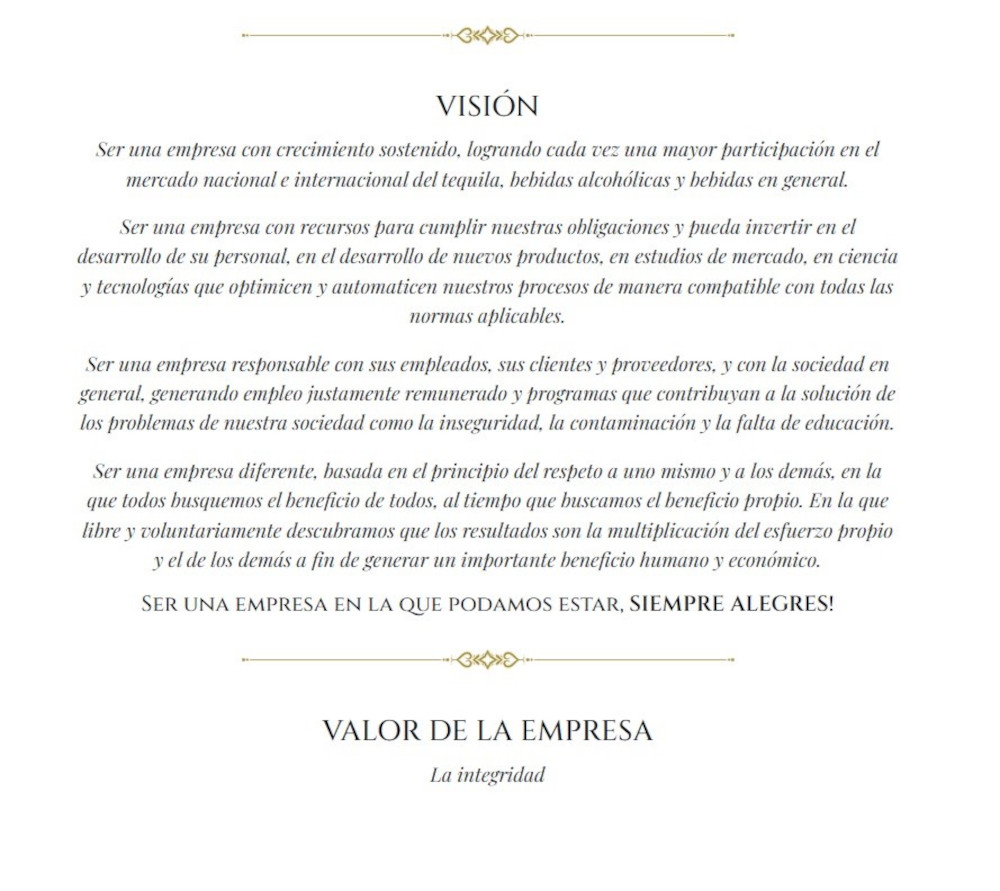 VISIÓN
Ser una empresa con crecimiento sostenido, logrando cada vez una mayor participación en el
mercado nacional e internacional del tequila, bebidas alcohólicas y bebidas en general.
Ser una empresa con recursos para cumplir nuestras obligaciones y pueda invertir en el
desarrollo de su personal, en el desarrollo de nuevos productos, en estudios de mercado, en ciencia
y tecnologías que optimicen y automaticen nuestros procesos de manera compatible con todas las
normas aplicables.
Ser una empresa responsable con sus empleados, sus clientes y proveedores, y con la sociedad en
general, generando empleo justamente remunerado y programas que contribuyan a la solución de
los problemas de nuestra sociedad como la inseguridad, la contaminación y la falta de educación.
Ser una empresa diferente, basada en el principio del respeto a uno mismo y a los demás, en la
que todos busquemos el beneficio de todos, al tiempo que buscamos el beneficio propio. En la que
libre y voluntariamente descubramos que los resultados son la multiplicación del esfuerzo propio
y el de los demás a fin de generar un importante beneficio humano y económico.
SER UNA EMPRESA EN LA QUE PODAMOS ESTAR, SIEMPRE ALEGRES!
VALOR DE LA EMPRESA
La integridad